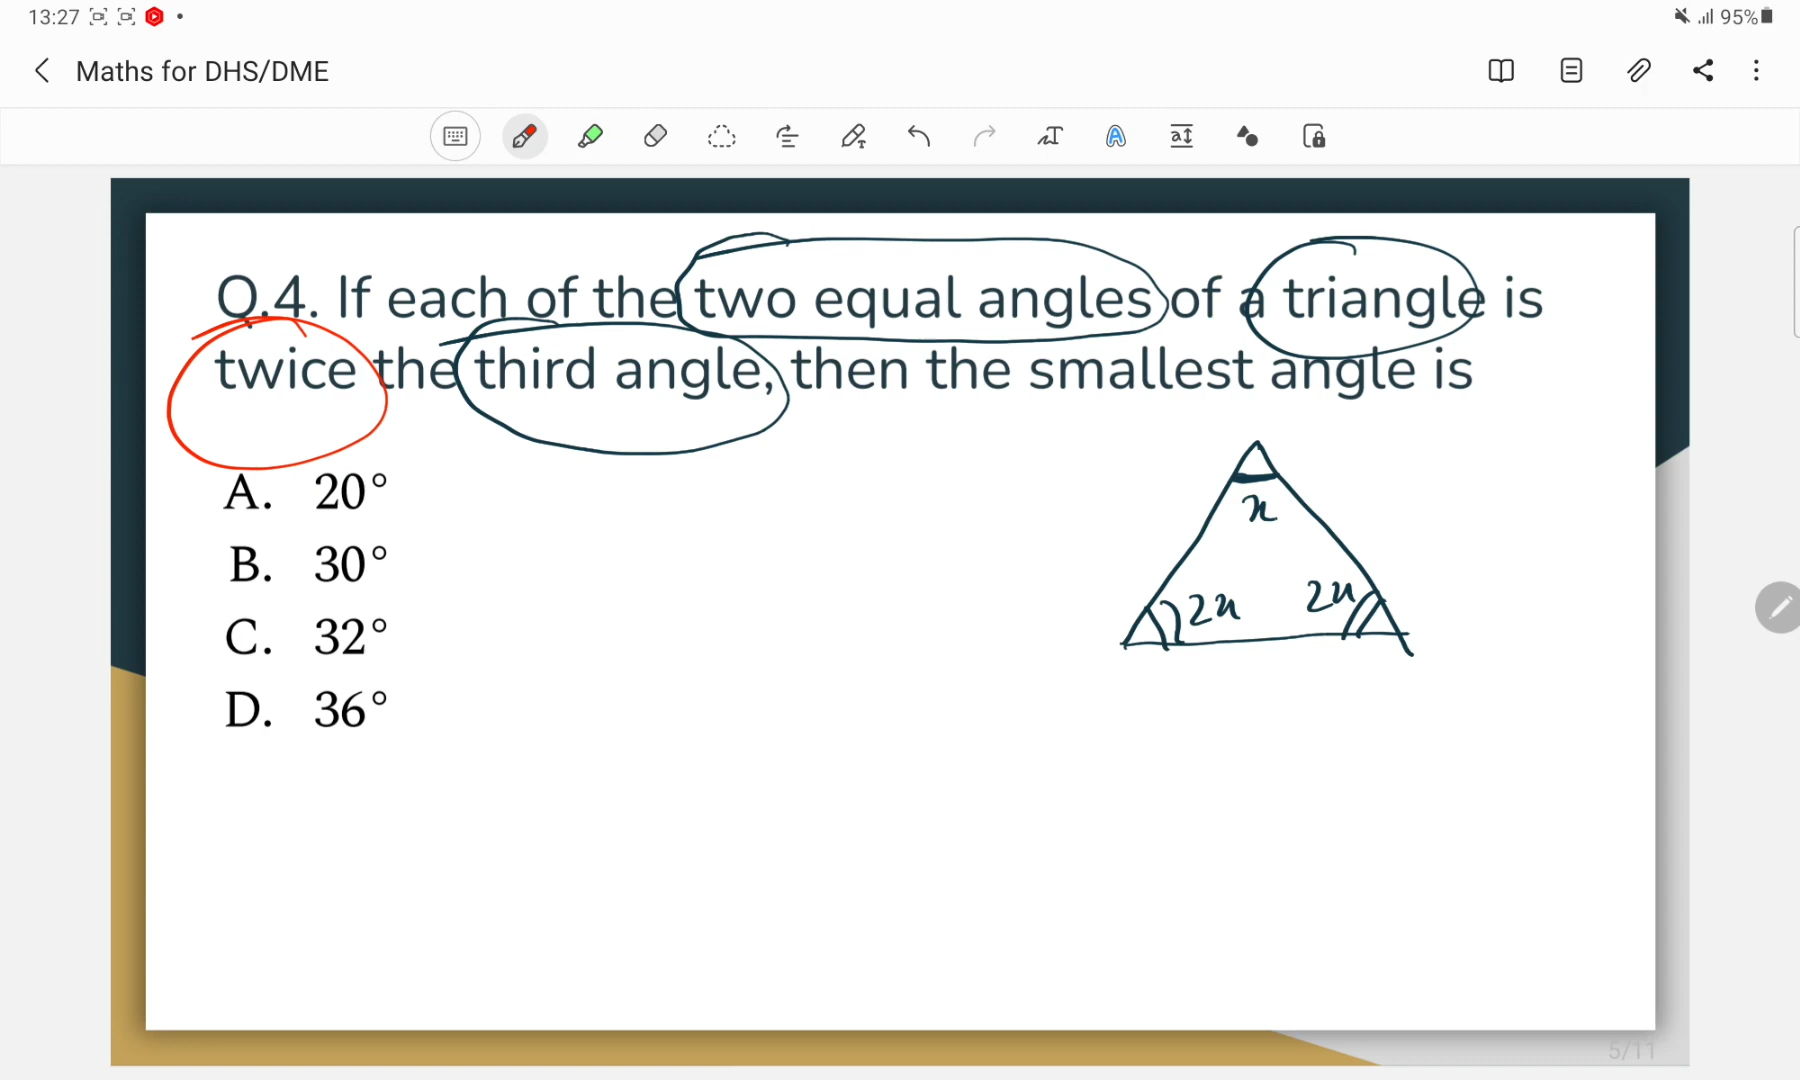 13:27
95%
Maths for DHS/DME
Q.4. If each of the two equal angles of a triangle is
twice the third angle, then the smallest angle is
A. 20°
B. 30°
C. 32°
D. 36°
x
2x 2x
5/11